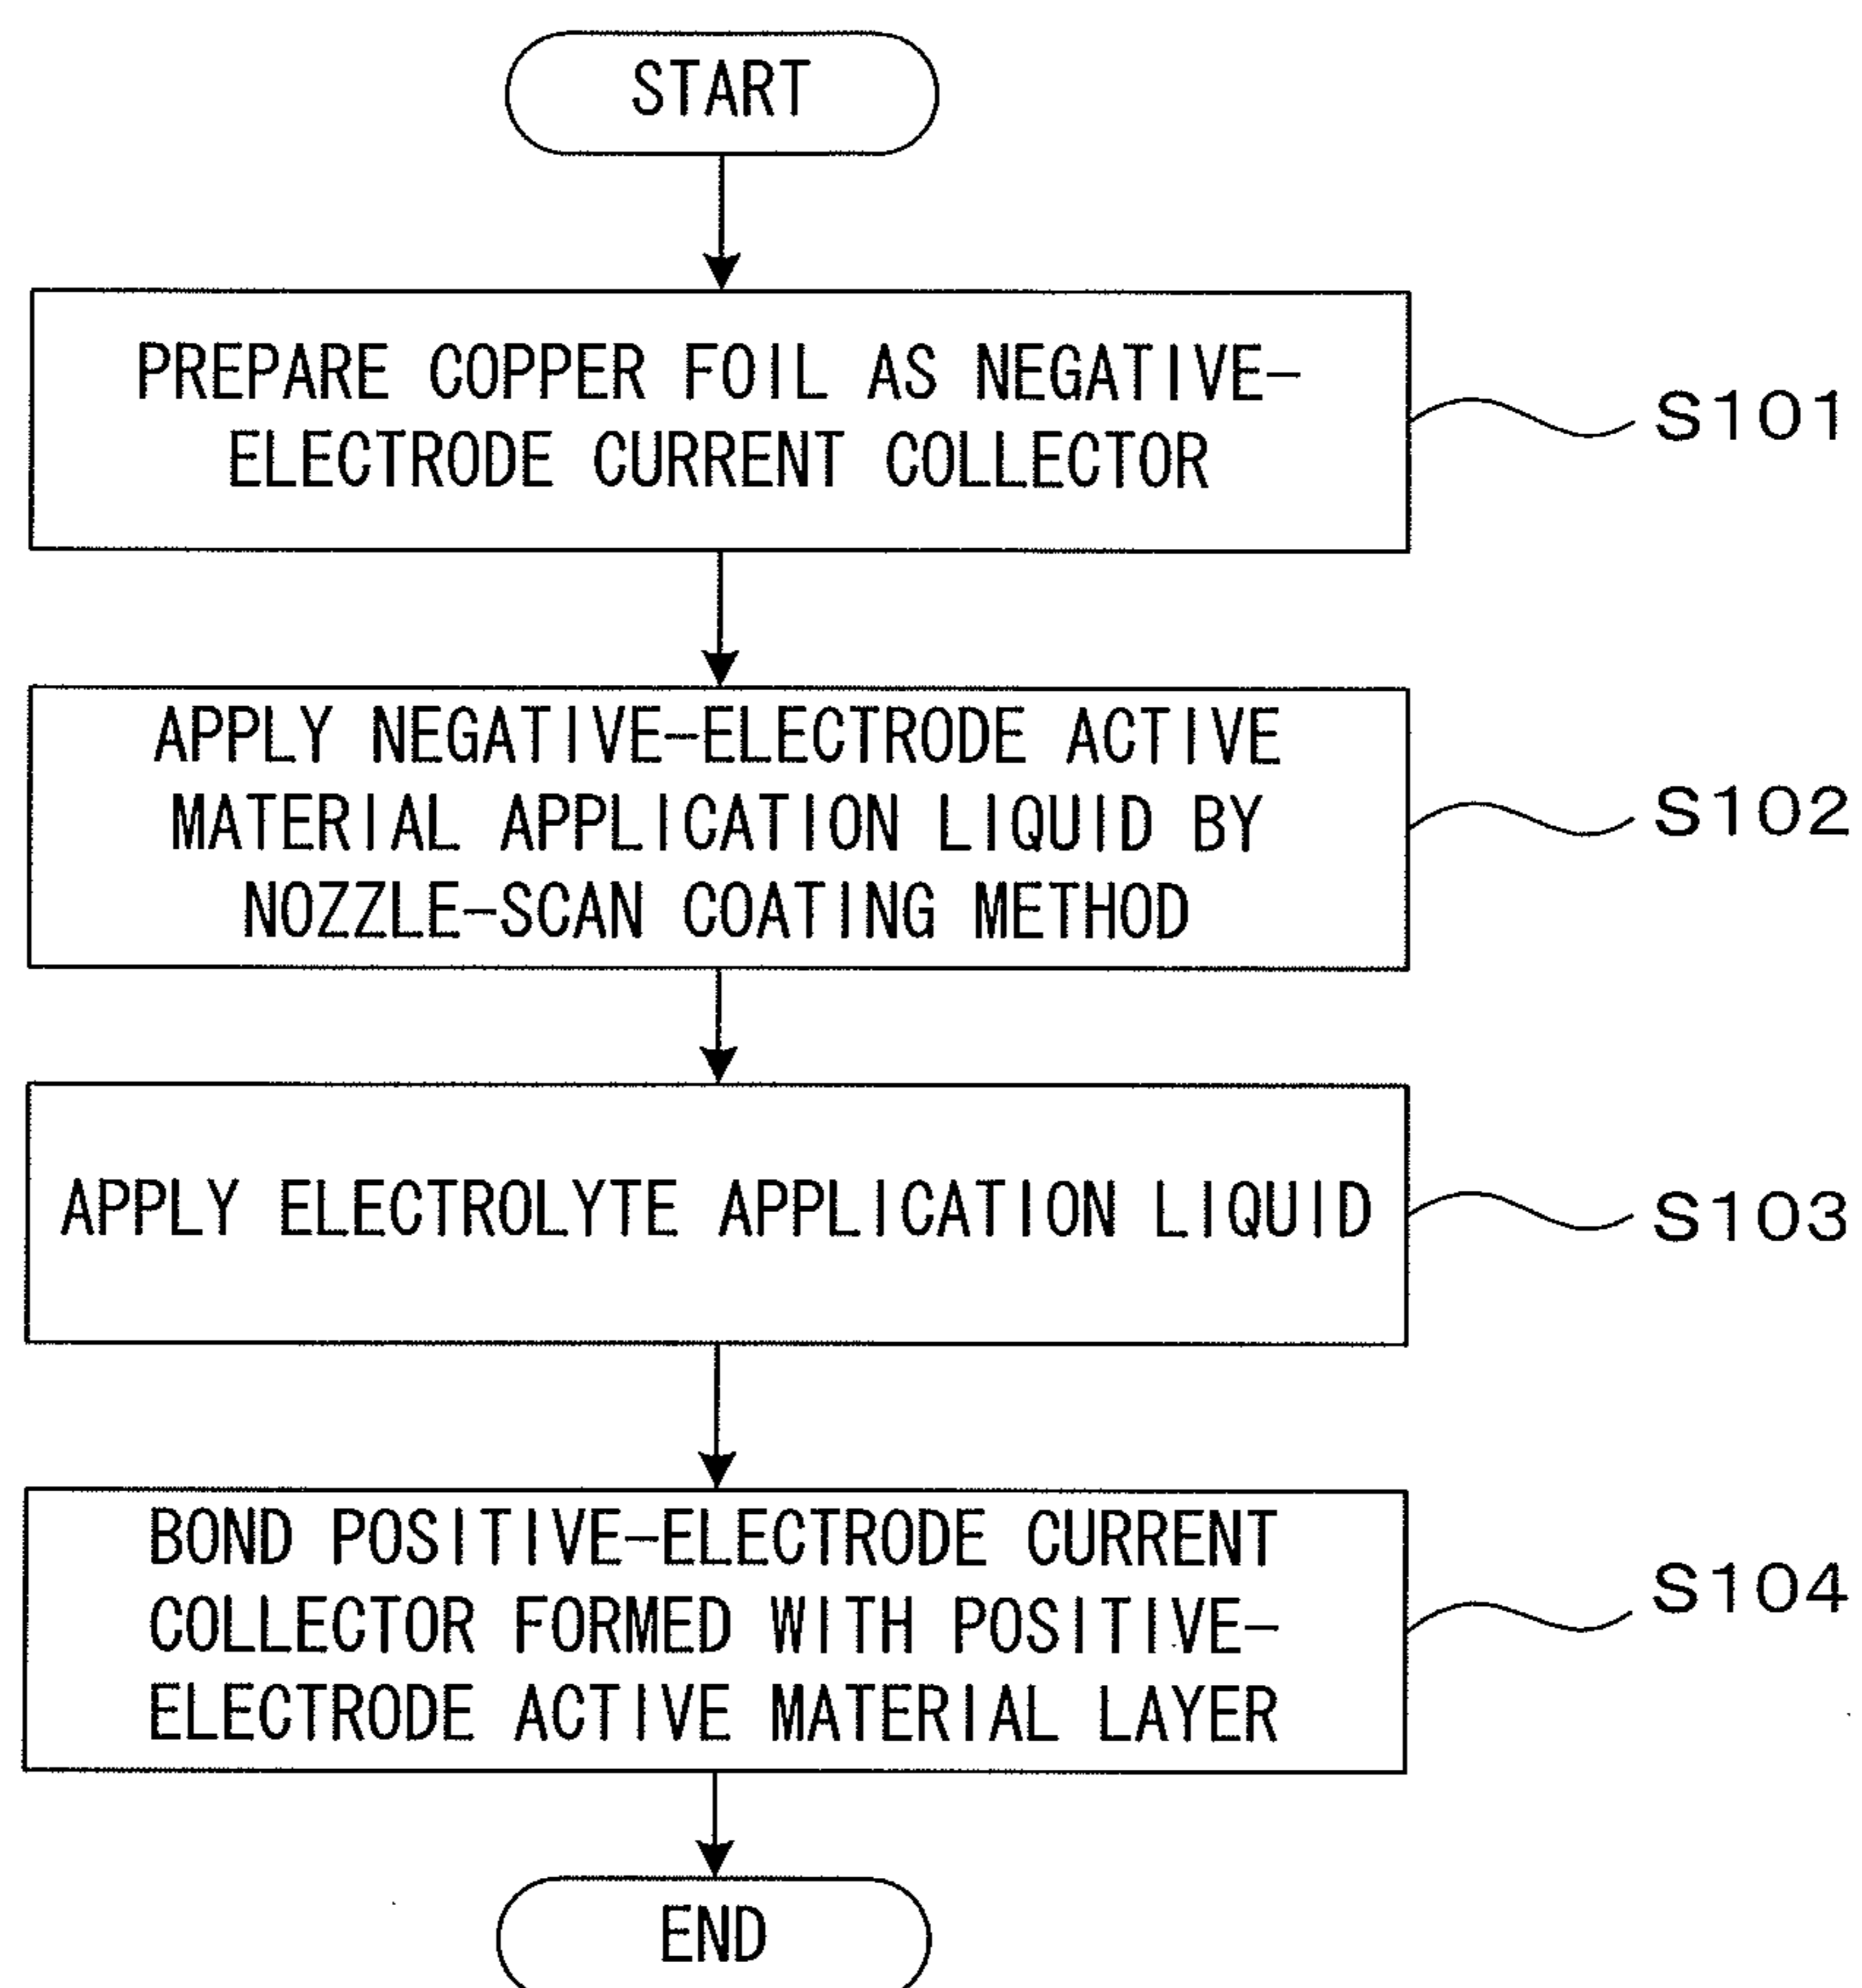 START
PREPARE COPPER FOIL AS NEGATIVE-
ELECTRODE CURRENT COLLECTOR
S101
APPLY NEGATIVE-ELECTRODE ACTIVE
MATERIAL APPLICATION LIQUID BY
NOZZLE-SCAN COATING METHOD
S102
APPLY ELECTROLYTE APPLICATION LIQUID
S103
BOND POSITIVE-ELECTRODE CURRENT
COLLECTOR FORMED WITH POSITIVE-
ELECTRODE ACTIVE MATERIAL LAYER
S104
END